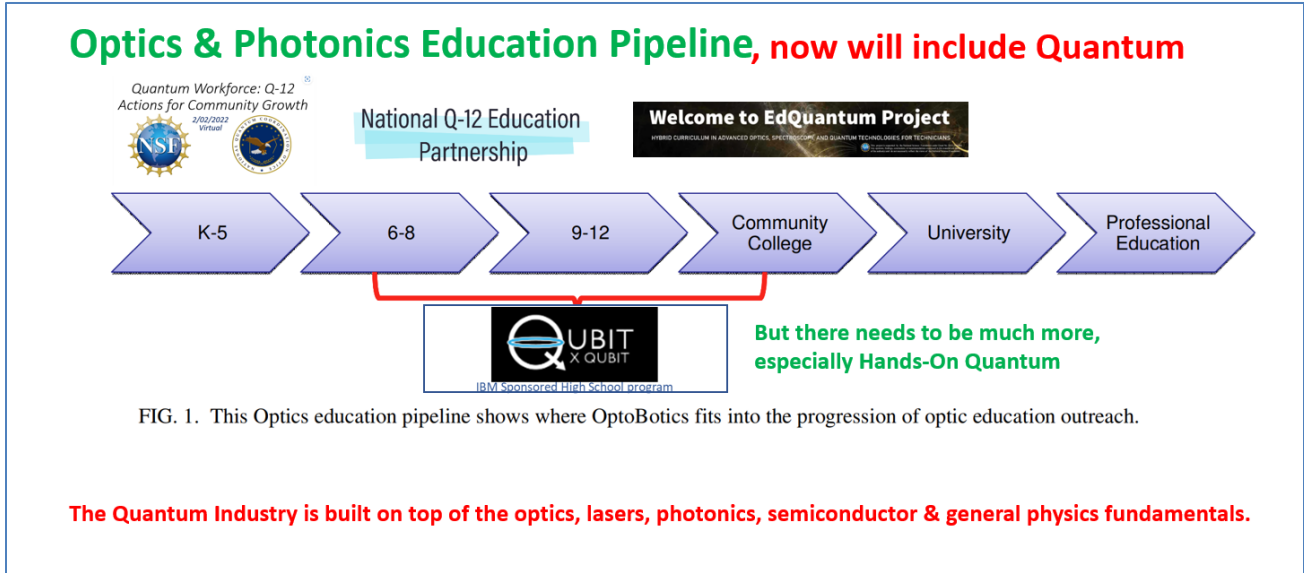 Optics & Photonics Education Pipeline, now will include Quantum
Quantum Workforce: Q-12
Actions for Community Growth
2/02/2022
Virtual
NSF
National Q-12 Education
Partnership
Welcome to EdQuantum Project
HYBRID CURRICULUM IN ADVANCED OPTICS, SPECTROSCOPY, AND QUANTUM TECHNOLOGIES FOR TECHNICIANS
K-5
6-8
9-12
Community
College
University
Professional
Education
QUBIT
X QUBIT
IBM Sponsored High School program
But there needs to be much more,
especially Hands-On Quantum
FIG. 1. This Optics education pipeline shows where OptoBotics fits into the progression of optic education outreach.
The Quantum Industry is built on top of the optics, lasers, photonics, semiconductor & general physics fundamentals.